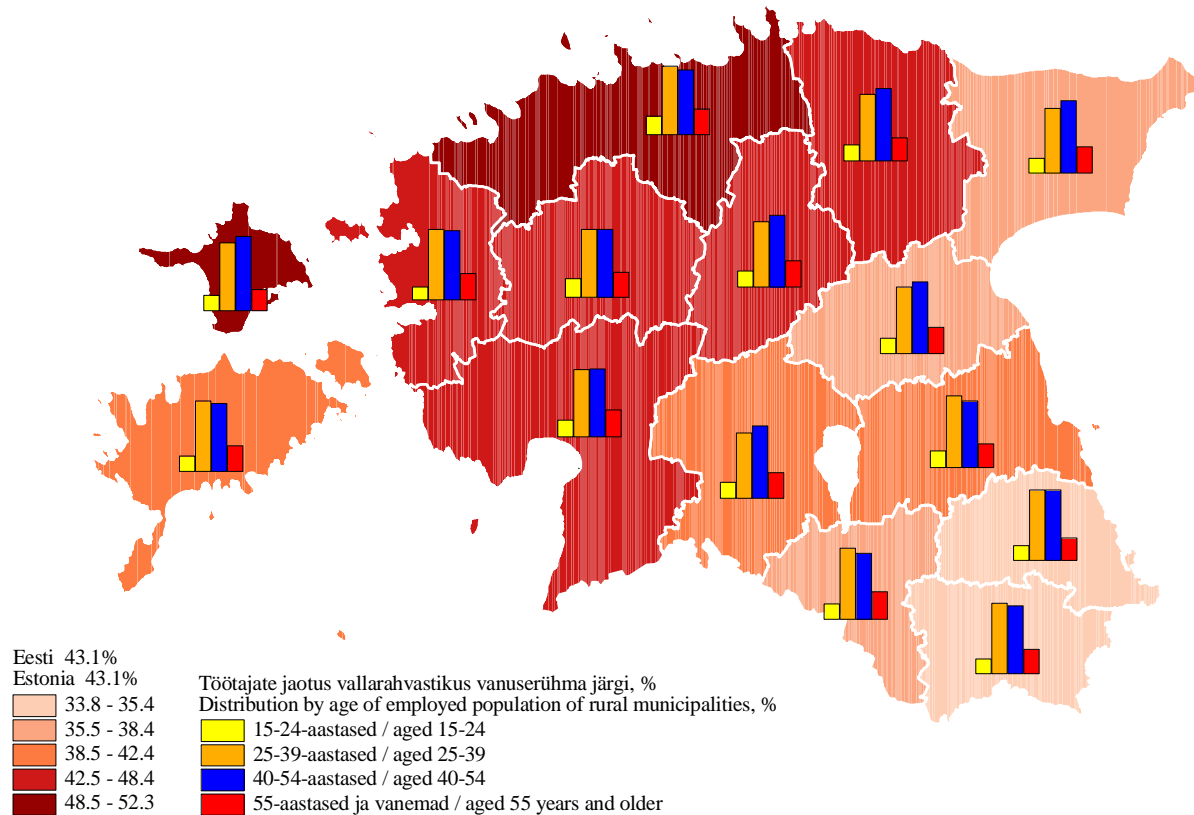 Eesti 43.1%
Estonia 43.1%
33.8 - 35.4
35.5 - 38.4
38.5 - 42.4
42.5 - 48.4
48.5 - 52.3
Töötajate jaotus vallarahvastikus vanuserühma järgi, %
Distribution by age of employed population of rural municipalities, %
15-24-aastased / aged 15-24
25-39-aastased / aged 25-39
40-54-aastased / aged 40-54
55-aastased ja vanemad / aged 55 years and older